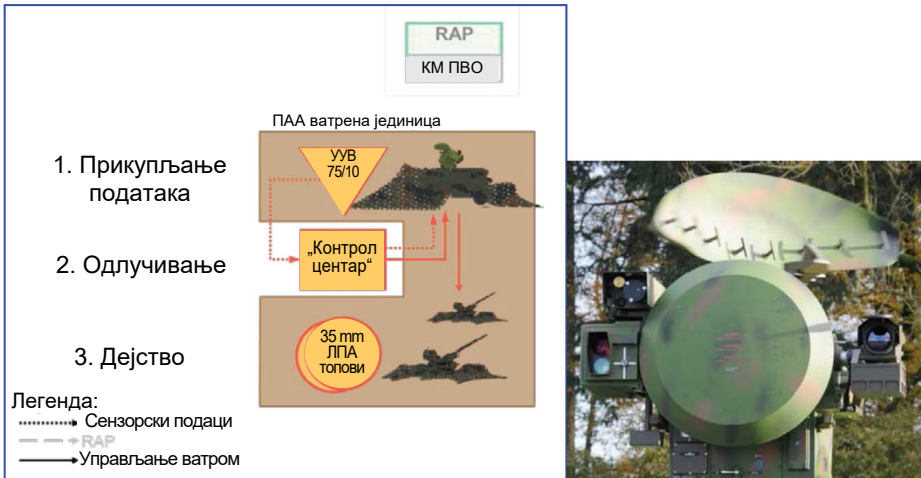 RAP
КМ ПВО
ПАА ватрена јединица
1. Прикупљање
података
УУВ
75/10
2. Одлучивање
„Контрол
центар“
3. Дејство
35 mm
ЛПА
топови
Легенда:
Сензорски подаци
RAP
Управљање ватром